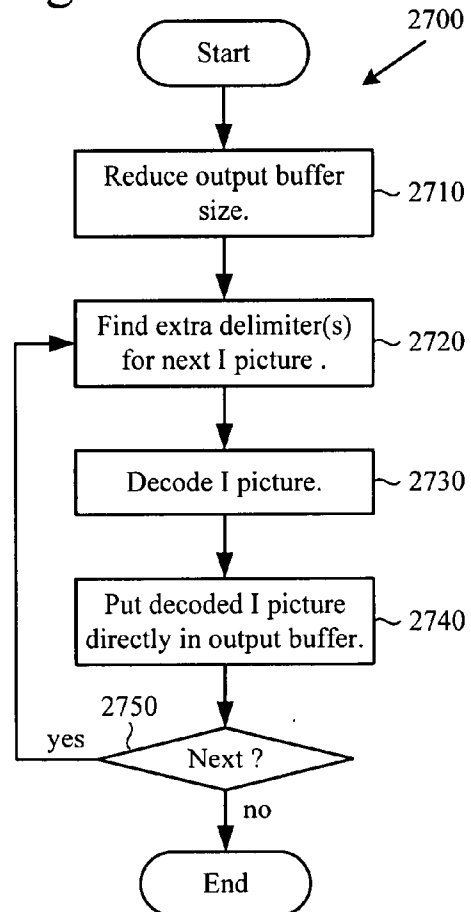 2700
Start
Reduce output buffer
size.
2710
Find extra delimiter(s)
for next I picture .
2720
Decode I picture.
2730
Put decoded I picture
directly in output buffer.
2740
2750
yes
Next ?
no
End